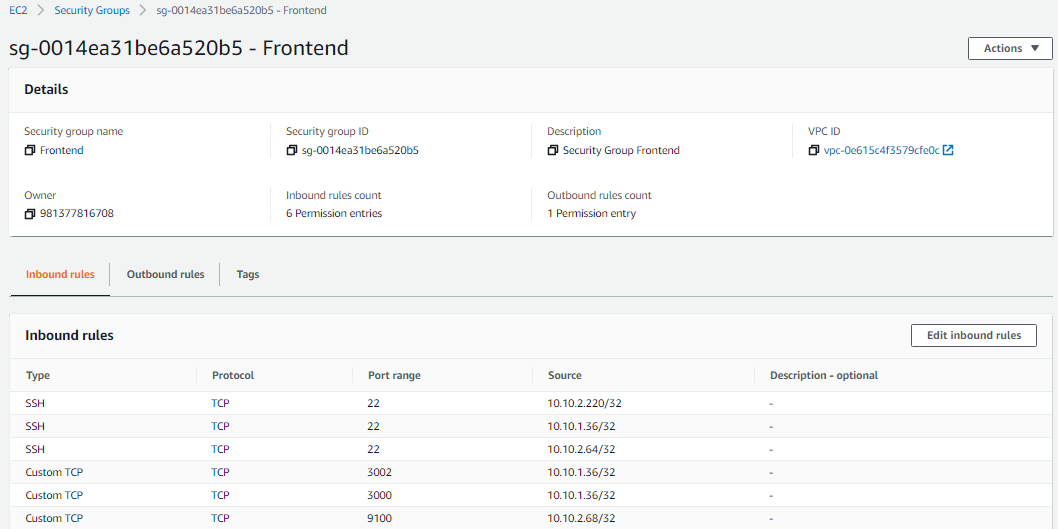 EC2 > Security Groups > sg-0014ea31be6a520b5 - Frontend
sg-0014ea31be6a520b5 - Frontend
Actions ▼
Details
Security group name Security group ID Description VPC ID
Frontend sg-0014ea31be6a520b5 Security Group Frontend vpc-0e615c4f3579cfe0c
Owner Inbound rules count Outbound rules count
981377816708 6 Permission entries 1 Permission entry
Inbound rules Outbound rules Tags
Inbound rules Edit inbound rules
Type Protocol Port range Source Description - optional
SSH TCP 22 10.10.2.220/32 -
SSH TCP 22 10.10.1.36/32 -
SSH TCP 22 10.10.2.64/32 -
Custom TCP TCP 3002 10.10.1.36/32 -
Custom TCP TCP 3000 10.10.1.36/32 -
Custom TCP TCP 9100 10.10.2.68/32 -